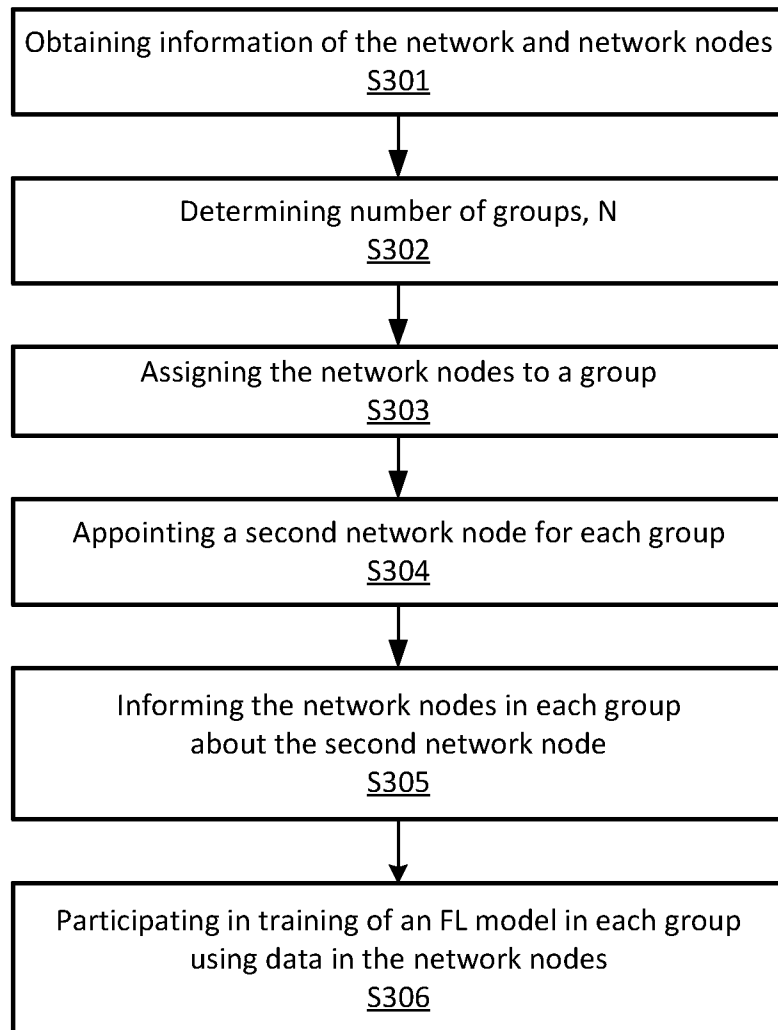 Obtaining information of the network and network nodes
S301
Determining number of groups, N
S302
Assigning the network nodes to a group
S303
Appointing a second network node for each group
S304
Informing the network nodes in each group
about the second network node
S305
Participating in training of an FL model in each group
using data in the network nodes
S306